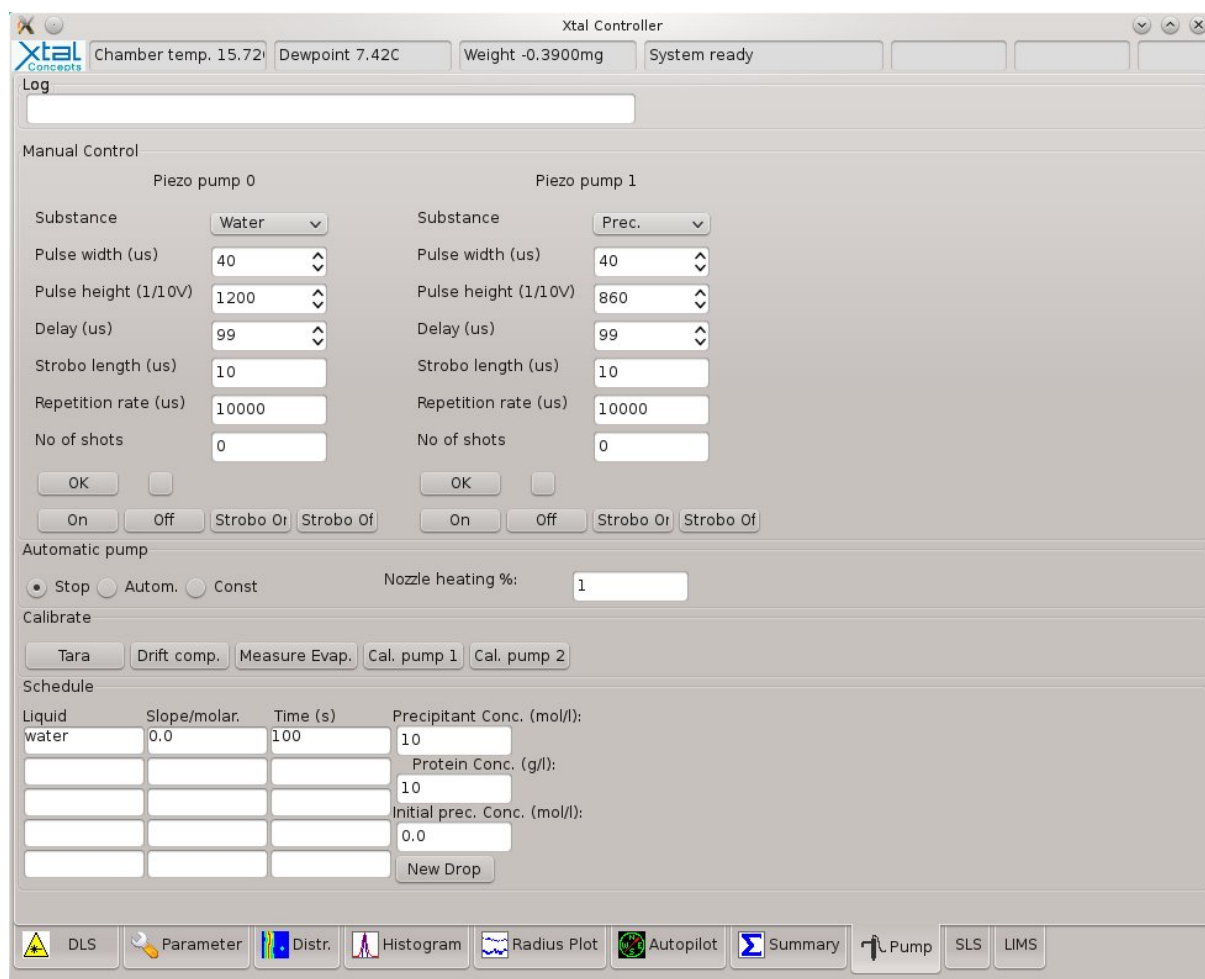 Xtal Controller
Xtal Concepts Chamber temp. 15.72 Dewpoint 7.42C Weight -0.3900mg System ready
Log
Manual Control
Piezo pump 0 Piezo pump 1
Substance Water Substance Prec.
Pulse width (us) 40 Pulse width (us) 40
Pulse height (1/10V) 1200 Pulse height (1/10V) 860
Delay (us) 99 Delay (us) 99
Strobo length (us) 10 Strobo length (us) 10
Repetition rate (us) 10000 Repetition rate (us) 10000
No of shots 0 No of shots 0
OK OK
On Off Strobo Or Strobo Of On Off Strobo Or Strobo Of
Automatic pump
Stop Autom. Const Nozzle heating %: 1
Calibrate
Tara Drift comp. Measure Evap. Cal. pump 1 Cal. pump 2
Schedule
Liquid Slope/molar. Time (s) Precipitant Conc. (mol/l):
water 0.0 100 10
Protein Conc. (g/l):
10
Initial prec. Conc. (mol/l):
0.0
New Drop
DLS Parameter Distr. Histogram Radius Plot Autopilot Summary Pump SLS LIMS